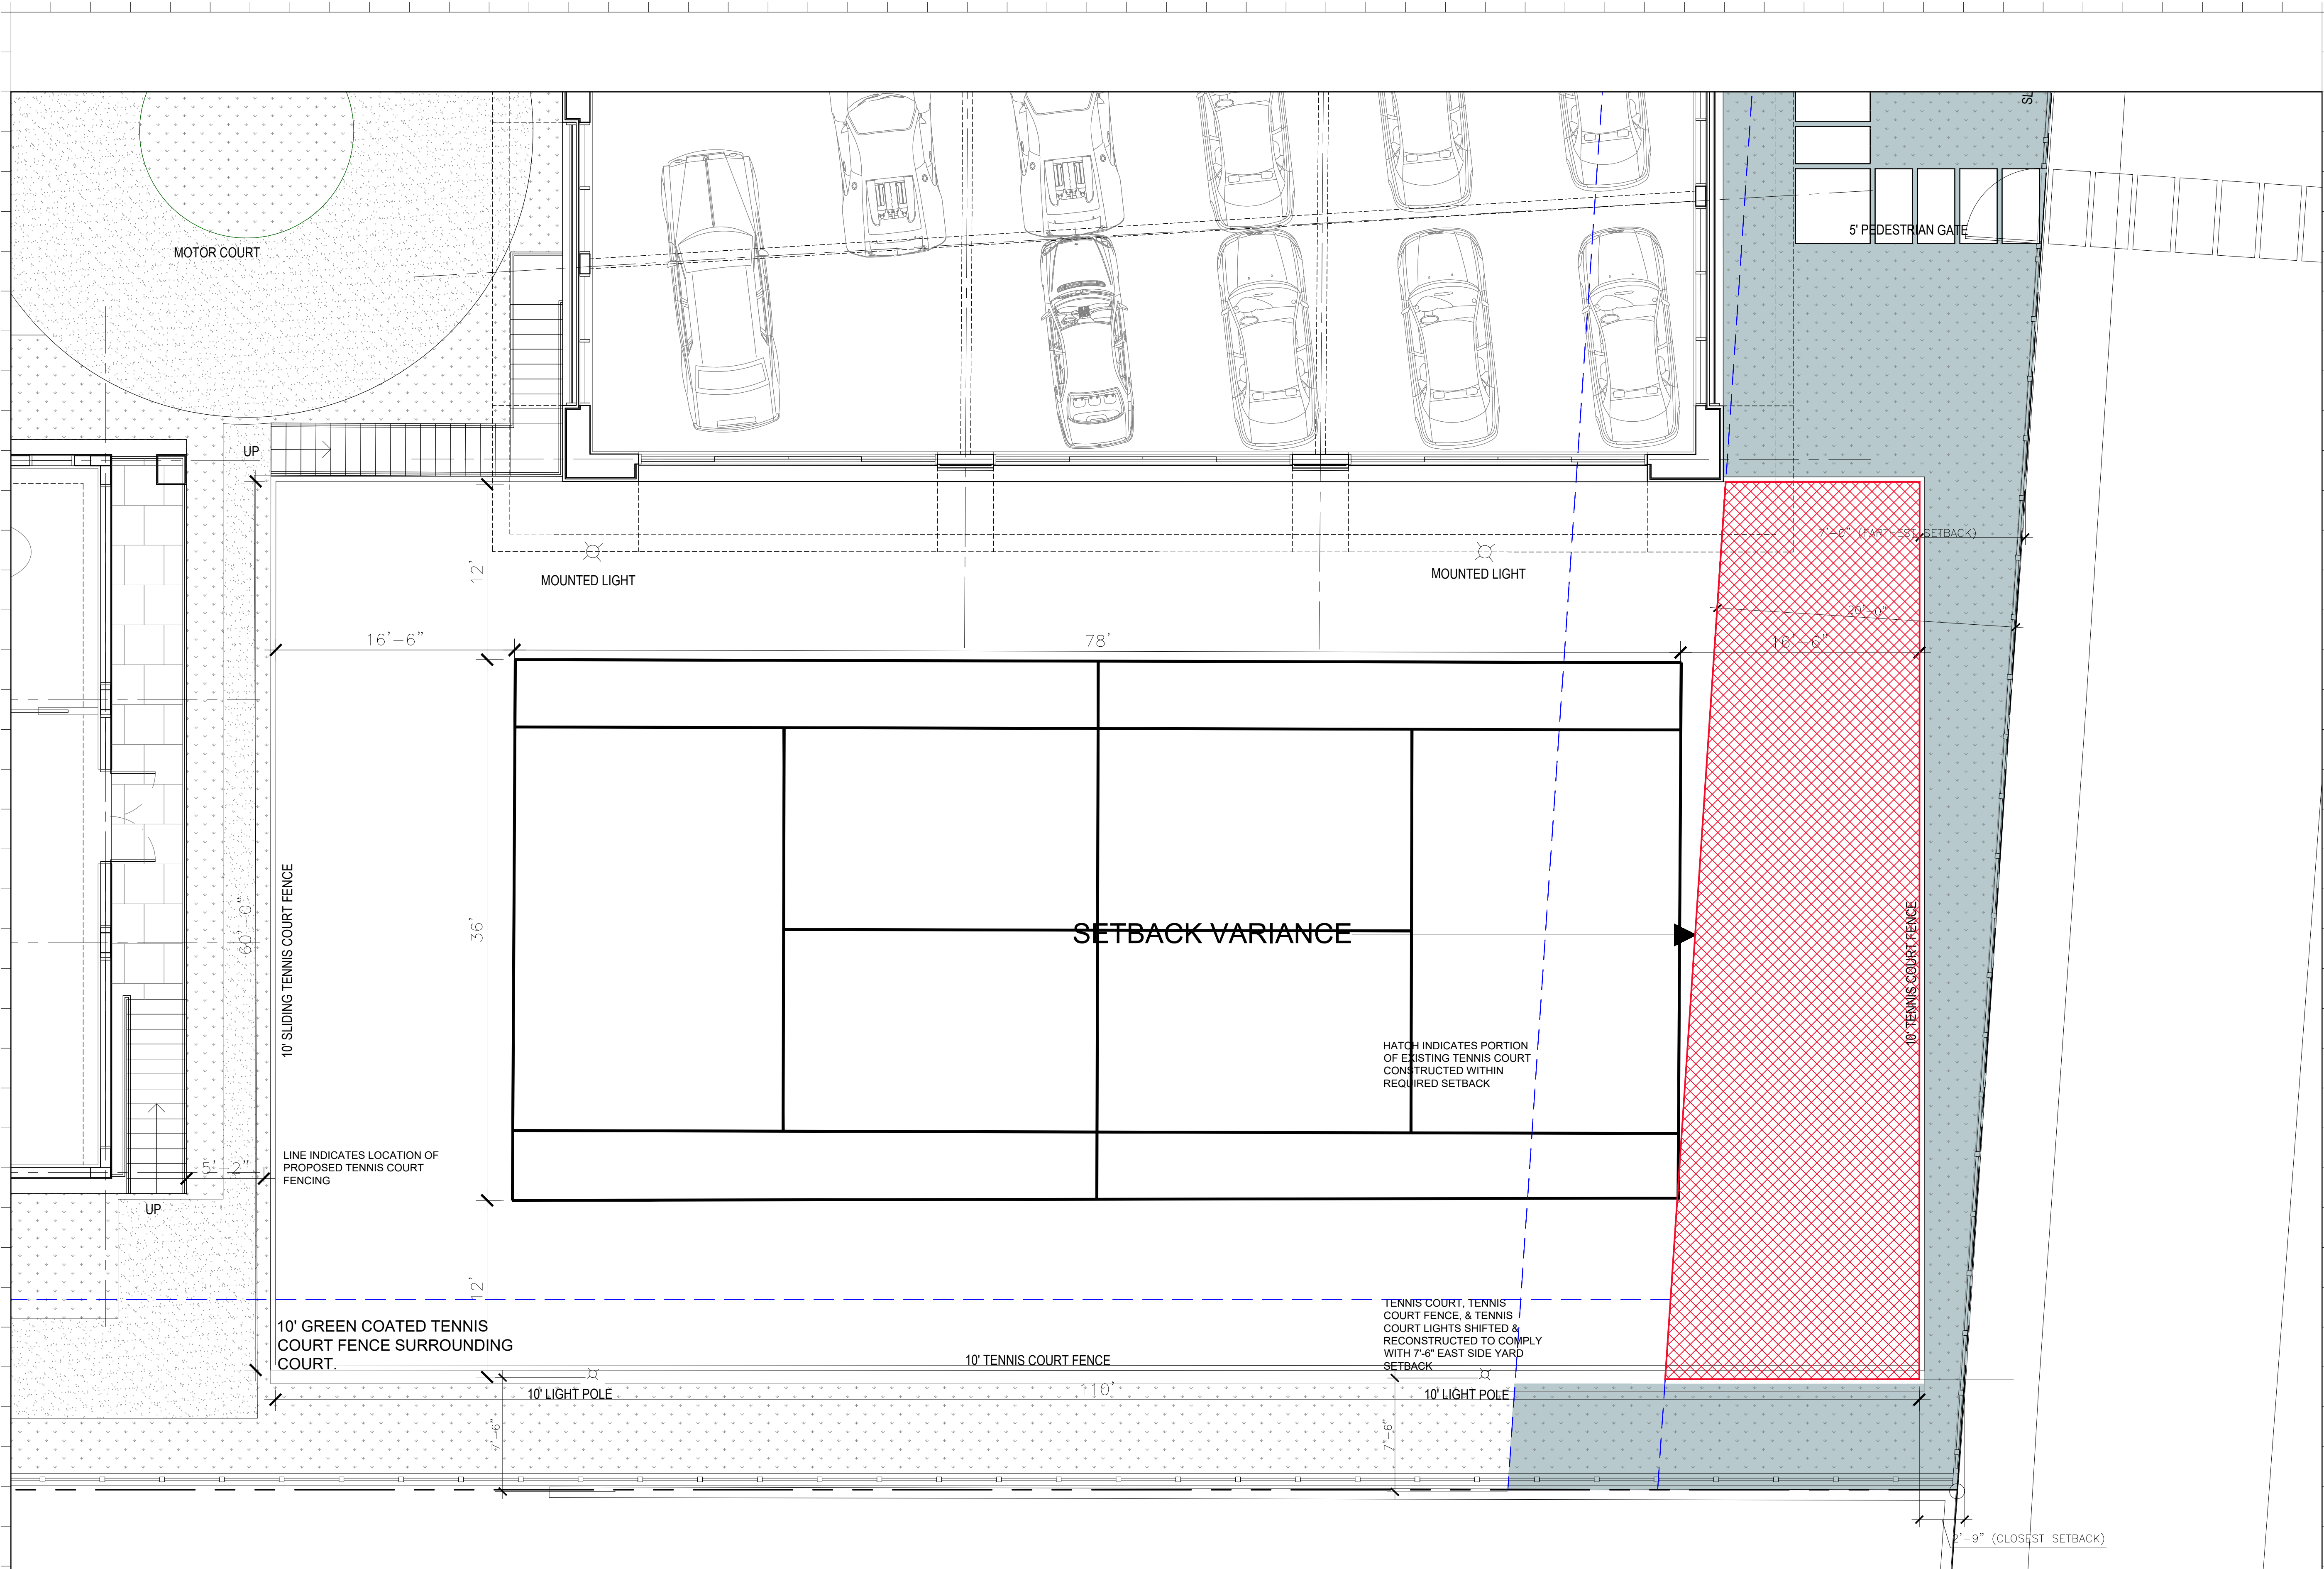 SL
MOTOR COURT
5' PEDESTRIAN GATE
UP
7'-0" (FARTHEST SETBACK)
12'
MOUNTED LIGHT
MOUNTED LIGHT
20'-0"
16'-6"
78'
16'-6"
10' SLIDING TENNIS COURT FENCE
60'-0"
36'
SETBACK VARIANCE
10' TENNIS COURT FENCE
HATCH INDICATES PORTION
OF EXISTING TENNIS COURT
CONSTRUCTED WITHIN
REQUIRED SETBACK
LINE INDICATES LOCATION OF
PROPOSED TENNIS COURT
FENCING
5'-2"
UP
12'
10' GREEN COATED TENNIS
COURT FENCE SURROUNDING
COURT.
TENNIS COURT, TENNIS
COURT FENCE, & TENNIS
COURT LIGHTS SHIFTED &
RECONSTRUCTED TO COMPLY
WITH 7'-6" EAST SIDE YARD
SETBACK
10' TENNIS COURT FENCE
10' LIGHT POLE
110'
10' LIGHT POLE
7'-6"
7'-6"
2'-9" (CLOSEST SETBACK)